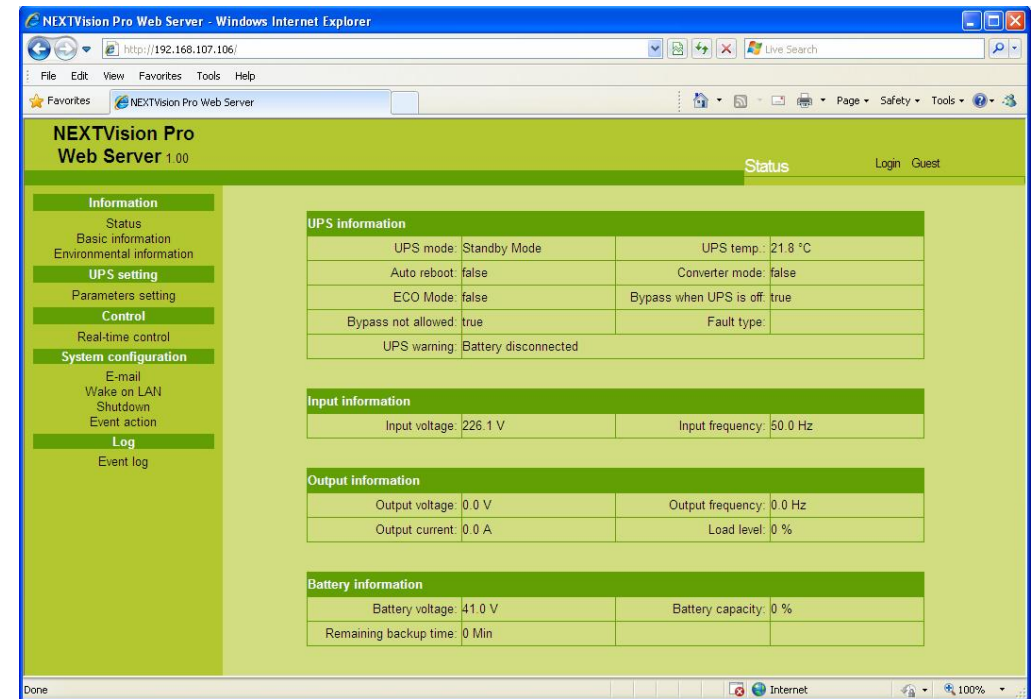 NEXTVision Pro Web Server - Windows Internet Explorer
http://192.168.107.106/
Live Search
File Edit View Favorites Tools Help
Favorites NEXTVision Pro Web Server Page Safety Tools
NEXTVision Pro
Web Server 1.00
Status Login Guest
Information
Status
Basic information
Environmental information
UPS setting
Parameters setting
Control
Real-time control
System configuration
E-mail
Wake on LAN
Shutdown
Event action
Log
Event log
UPS information
UPS mode: Standby Mode UPS temp.: 21.8 °C
Auto reboot: false Converter mode: false
ECO Mode: false Bypass when UPS is off: true
Bypass not allowed: true Fault type:
UPS warning: Battery disconnected
Input information
Input voltage: 226.1 V Input frequency: 50.0 Hz
Output information
Output voltage: 0.0 V Output frequency: 0.0 Hz
Output current: 0.0 A Load level: 0 %
Battery information
Battery voltage: 41.0 V Battery capacity: 0 %
Remaining backup time: 0 Min
Done Internet 100%